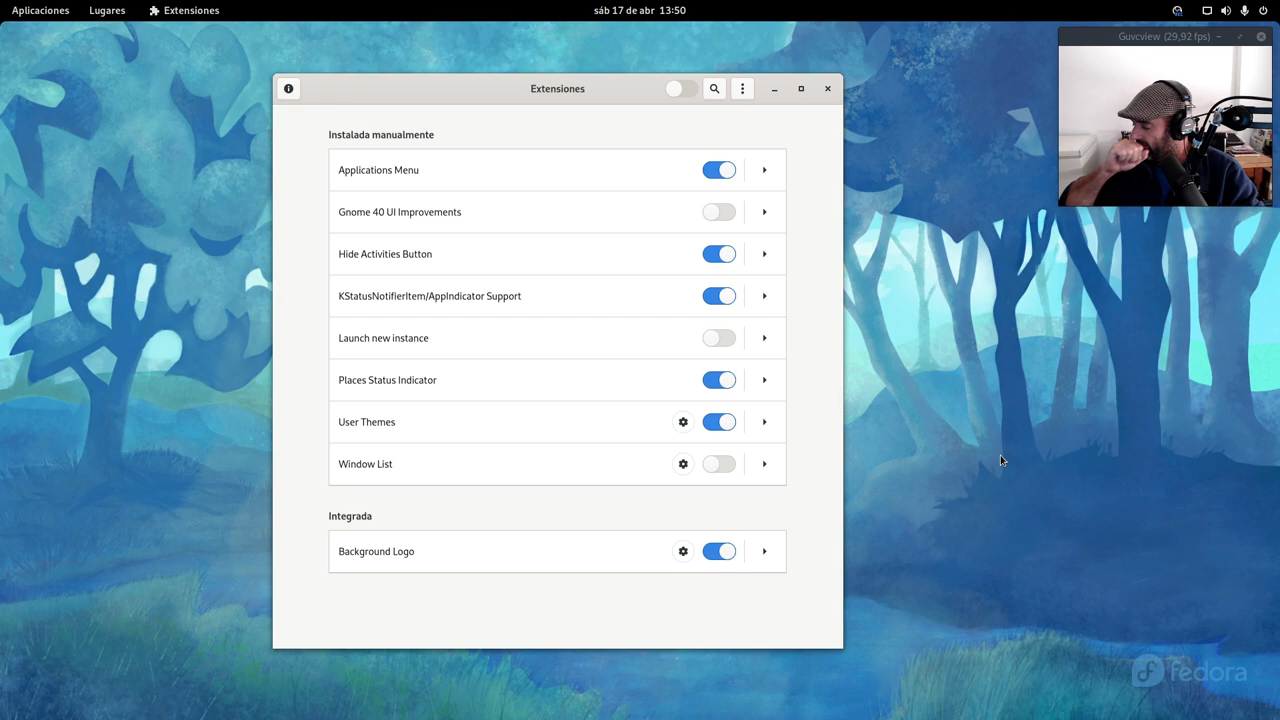 Aplicaciones Lugares Extensiones sáb 17 de abr 13:50
Guvcview (29,92 fps)
Extensiones
Instalada manualmente
Applications Menu
Gnome 40 UI Improvements
Hide Activities Button
KStatusNotifierItem/AppIndicator Support
Launch new instance
Places Status Indicator
User Themes
Window List
Integrada
Background Logo
fedora